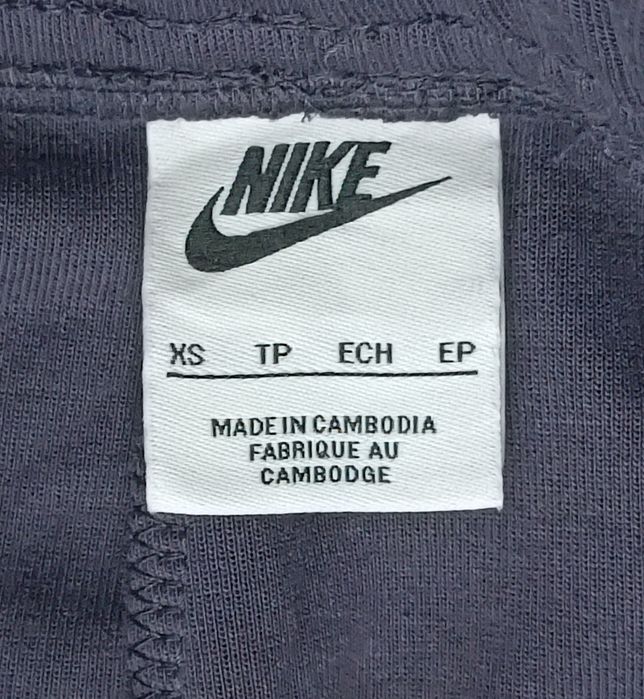 NIKE
XS TP ECH EP
MADE IN CAMBODIA
FABRIQUE AU
CAMBODGE